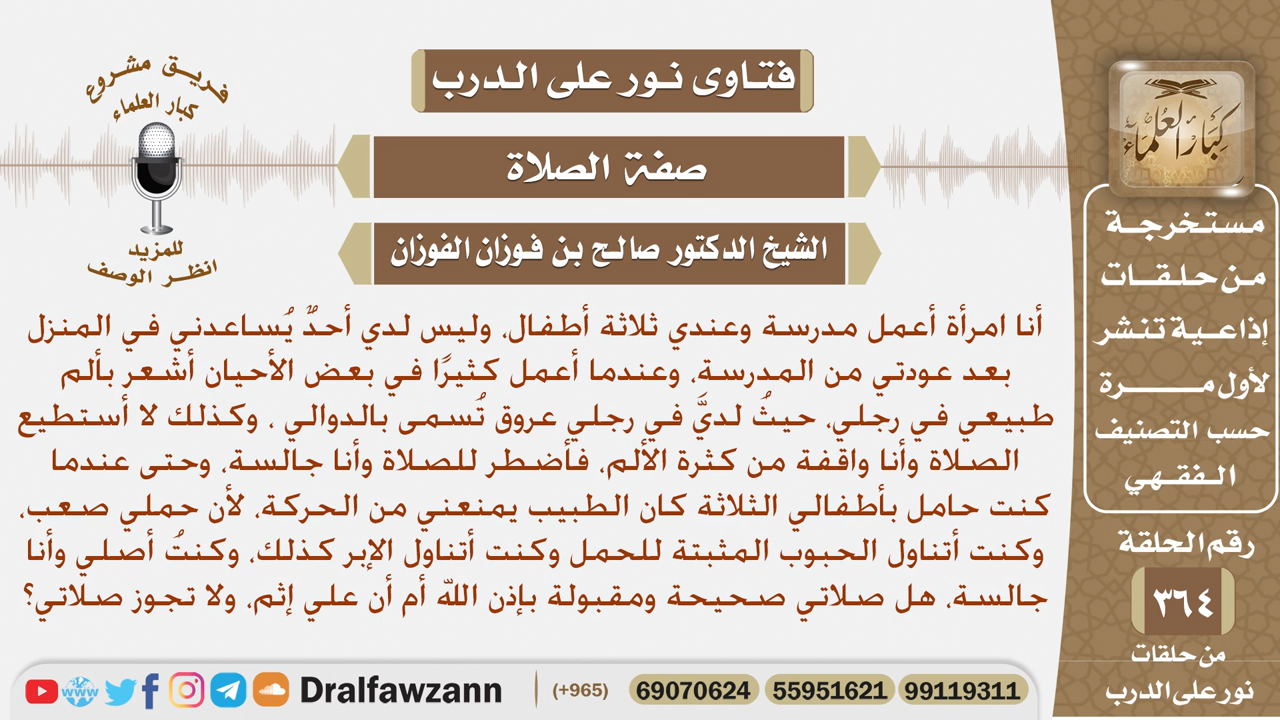 فتاوى نور على الدرب
صفة الصلاة
الشيخ الدكتور صالح بن فوزان الفوزان
فريق مشروع
كبار العلماء
للمزيد
انظر الوصف
أنا امرأة أعمل مدرسة وعندي ثلاثة أطفال، وليس لدي أحدٌ يُساعدني في المنزل
بعد عودتي من المدرسة، وعندما أعمل كثيرًا في بعض الأحيان أشعر بألم
طبيعي في رجلي، حيثُ لديَّ في رجلي عروق تُسمى بالدوالي ، وكذلك لا أستطيع
الصلاة وأنا واقفة من كثرة الألم، فأضطر للصلاة وأنا جالسة، وحتى عندما
كنت حامل بأطفالي الثلاثة كان الطبيب يمنعني من الحركة، لأن حملي صعب،
وكنت أتناول الحبوب المثبتة للحمل وكنت أتناول الإبر كذلك، وكنتُ أصلي وأنا
جالسة، هل صلاتي صحيحة ومقبولة بإذن الله أم أن علي إثم، ولا تجوز صلاتي؟
كبار العلماء
مستخرجة
من حلقات
إذاعية تنشر
لأول مرة
حسب التصنيف
الفقهي
رقم الحلقة
٣٦٤
من حلقات
نور على الدرب
www Dralfawzann (+965) 69070624 55951621 99119311